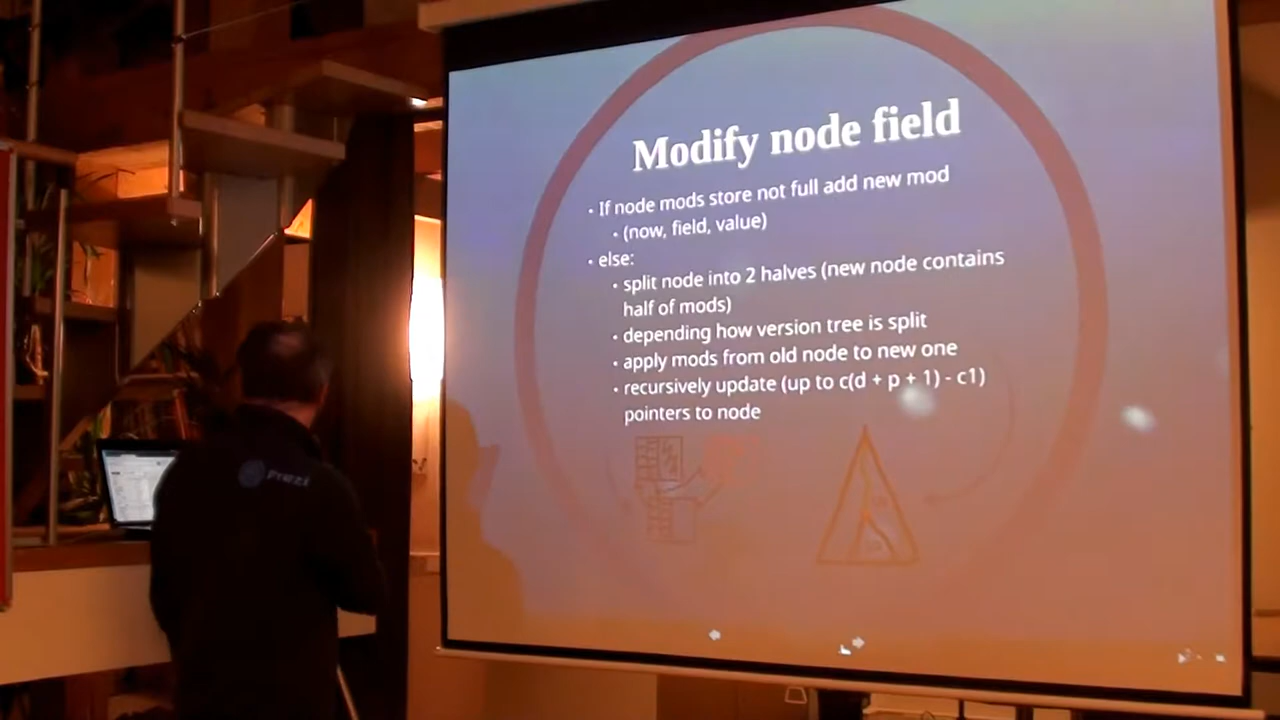 Modify node field
· If node mods store not full add new mod
· (now, field, value)
· else:
· split node into 2 halves (new node contains
half of mods)
· depending how version tree is split
· apply mods from old node to new one
· recursively update (up to c(d + p + 1) - c1)
pointers to node
Prezi